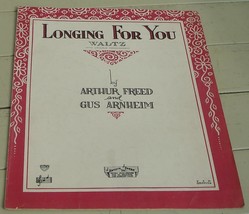 LONGING FOR YOU
WALTZ
by
ARTHUR FREED
and
GUS ARNHEIM